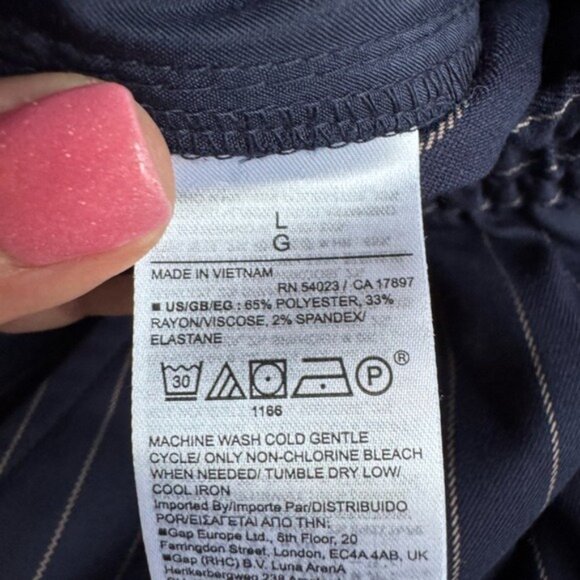 L
G
MADE IN VIETNAM
RN 54023 / CA 17897
■ US/GB/EG : 65% POLYESTER, 33%
RAYON/VISCOSE, 2% SPANDEX/
ELASTANE
30 P ®
1166
MACHINE WASH COLD GENTLE
CYCLE/ ONLY NON-CHLORINE BLEACH
WHEN NEEDED/ TUMBLE DRY LOW/
COOL IRON
Imported By/Importe Par/DISTRIBUIDO
POR/ΕΙΣΑΓΕΤΑΙ ΑΠΟ ΤΗΝ:
■Gap Europe Ltd., 6th Floor, 20
Farringdon Street, London, EC4A 4AB, UK
■Gap (RHC) B.V. Luna ArenA
Herikerbergweg 238